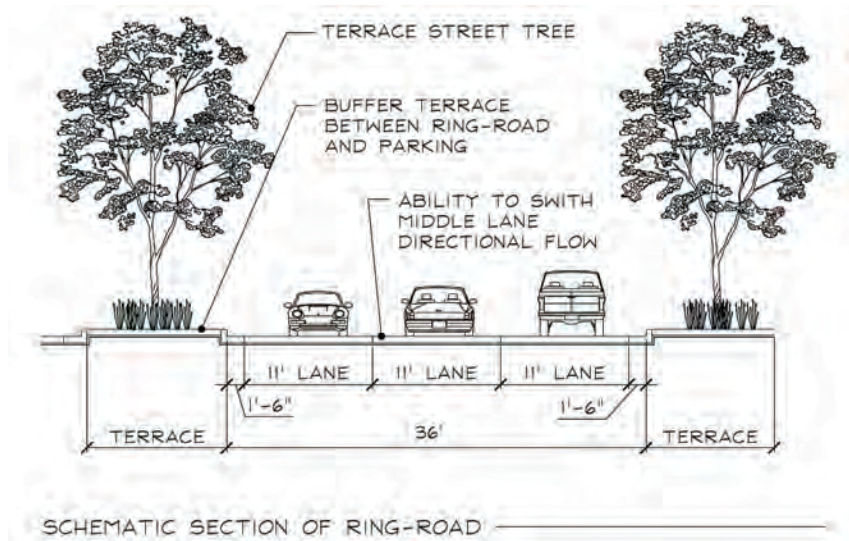 TERRACE STREET TREE
BUFFER TERRACE
BETWEEN RING-ROAD
AND PARKING
ABILITY TO SWITH
MIDDLE LANE
DIRECTIONAL FLOW
11' LANE 11' LANE 11' LANE
1'-6" 1'-6"
TERRACE 36' TERRACE
SCHEMATIC SECTION OF RING-ROAD